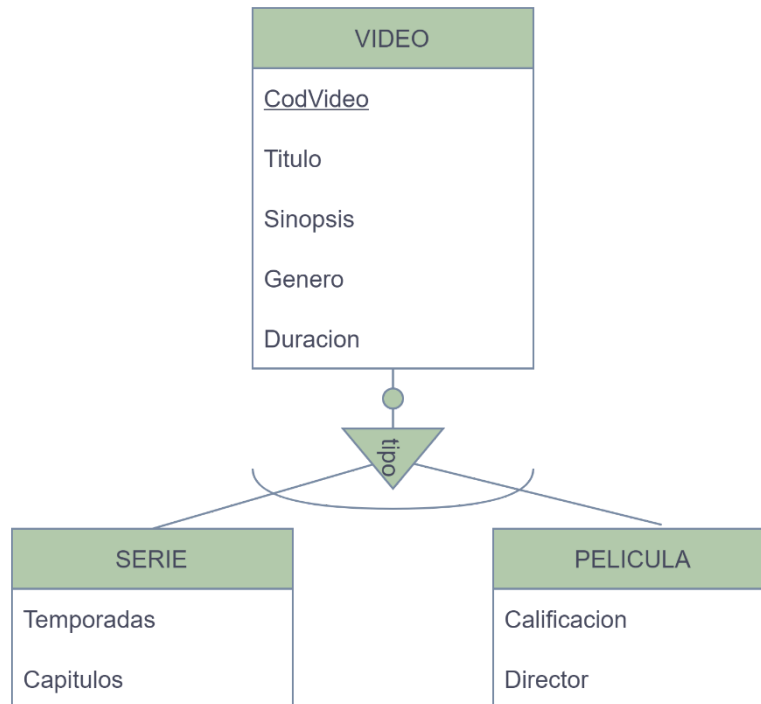 VIDEO
CodVideo
Titulo
Sinopsis
Genero
Duracion
tipo
SERIE
Temporadas
Capitulos
PELICULA
Calificacion
Director